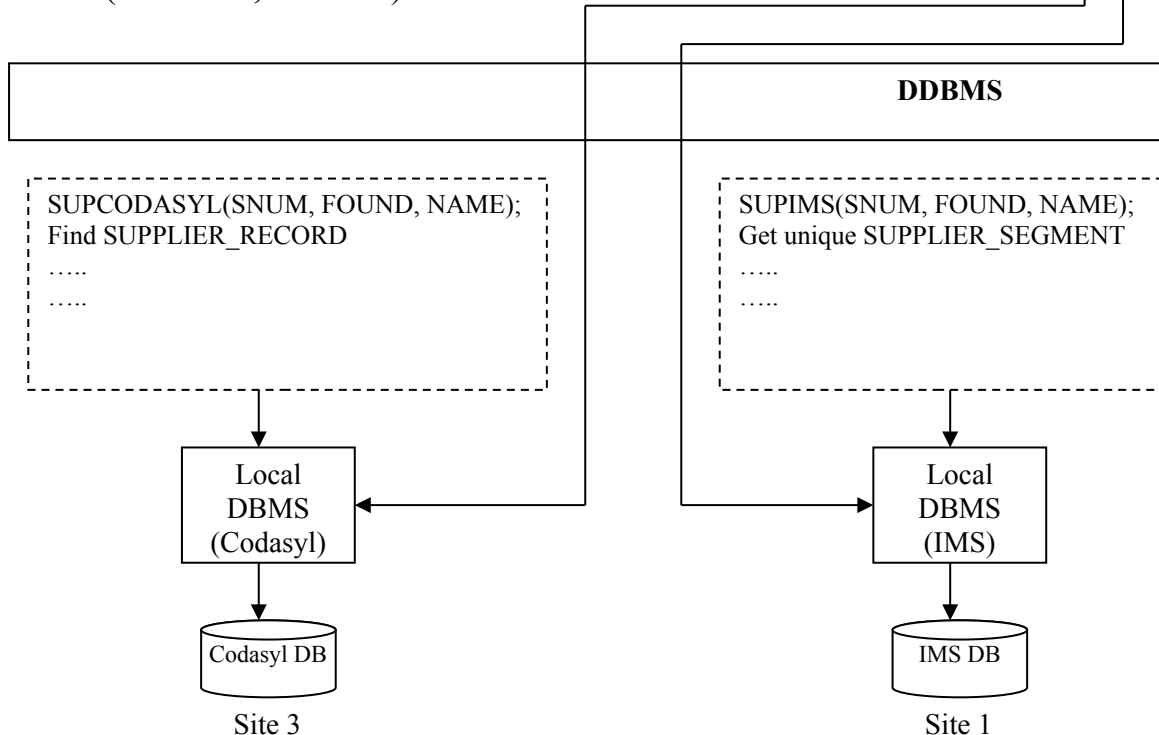 DDBMS
SUPCODASYL(SNUM, FOUND, NAME);
Find SUPPLIER_RECORD
…..
…..
SUPIMS(SNUM, FOUND, NAME);
Get unique SUPPLIER_SEGMENT
…..
…..
Local
DBMS
(Codasyl)
Local
DBMS
(IMS)
Codasyl DB
IMS DB
Site 3
Site 1